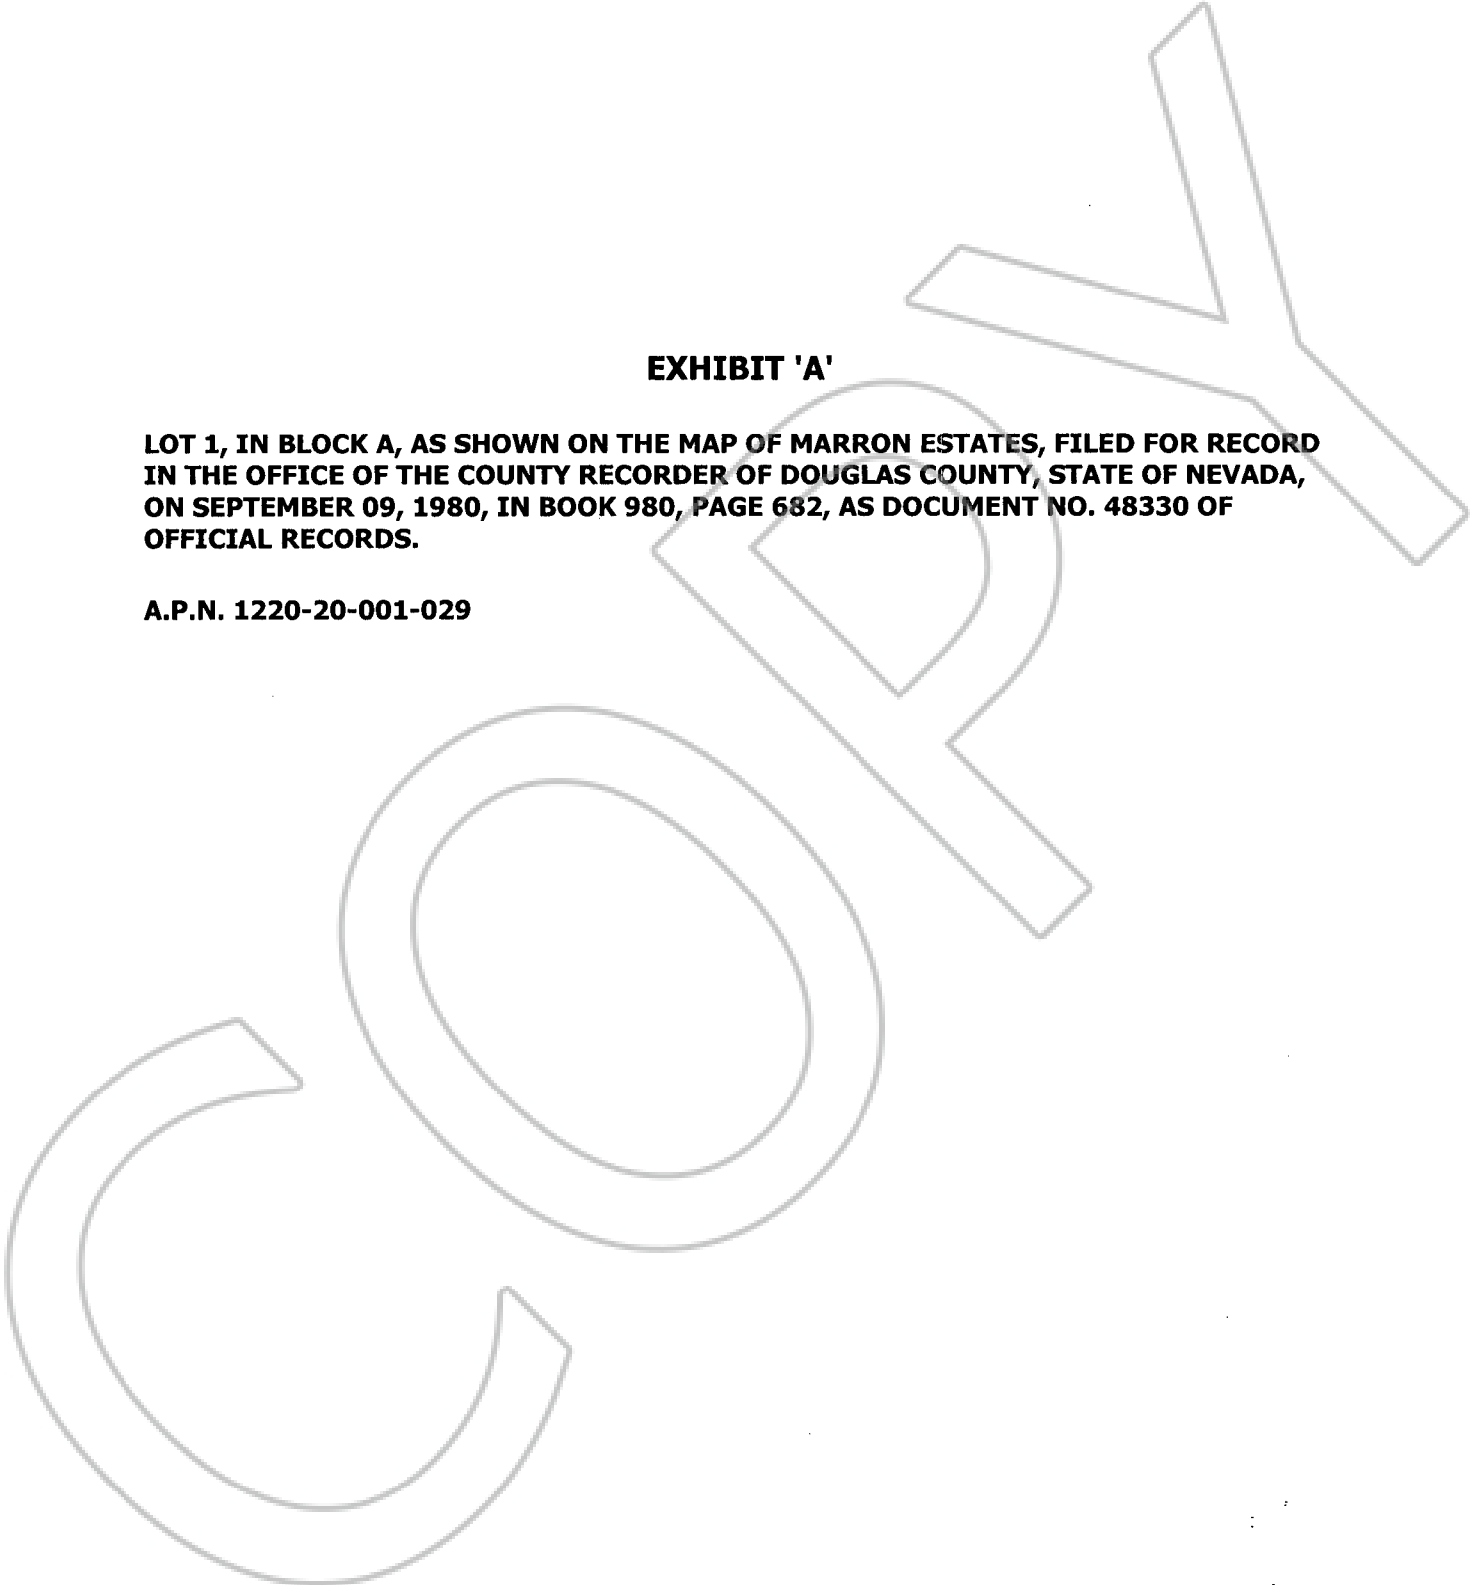 EXHIBIT 'A'
LOT 1, IN BLOCK A, AS SHOWN ON THE MAP OF MARRON ESTATES, FILED FOR RECORD
IN THE OFFICE OF THE COUNTY RECORDER OF DOUGLAS COUNTY, STATE OF NEVADA,
ON SEPTEMBER 09, 1980, IN BOOK 980, PAGE 682, AS DOCUMENT NO. 48330 OF
OFFICIAL RECORDS.
A.P.N. 1220-20-001-029
COPY